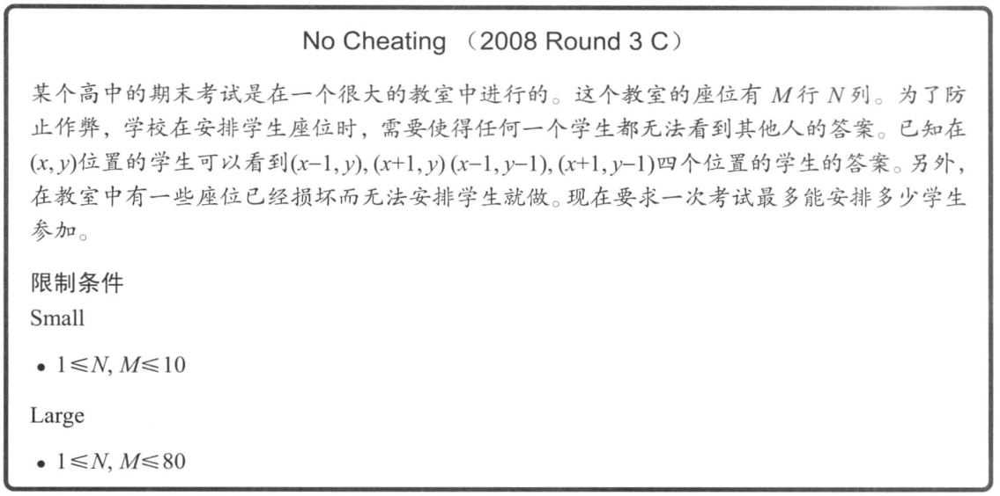 No Cheating （2008 Round 3 C）
某个高中的期末考试是在一个很大的教室中进行的。这个教室的座位有 M 行 N 列。为了防
止作弊，学校在安排学生座位时，需要使得任何一个学生都无法看到其他人的答案。已知在
(x, y)位置的学生可以看到(x−1, y), (x+1, y) (x−1, y−1), (x+1, y−1)四个位置的学生的答案。另外，
在教室中有一些座位已经损坏而无法安排学生就做。现在要求一次考试最多能安排多少学生
参加。
限制条件
Small
• 1≤N, M≤10
Large
• 1≤N, M≤80